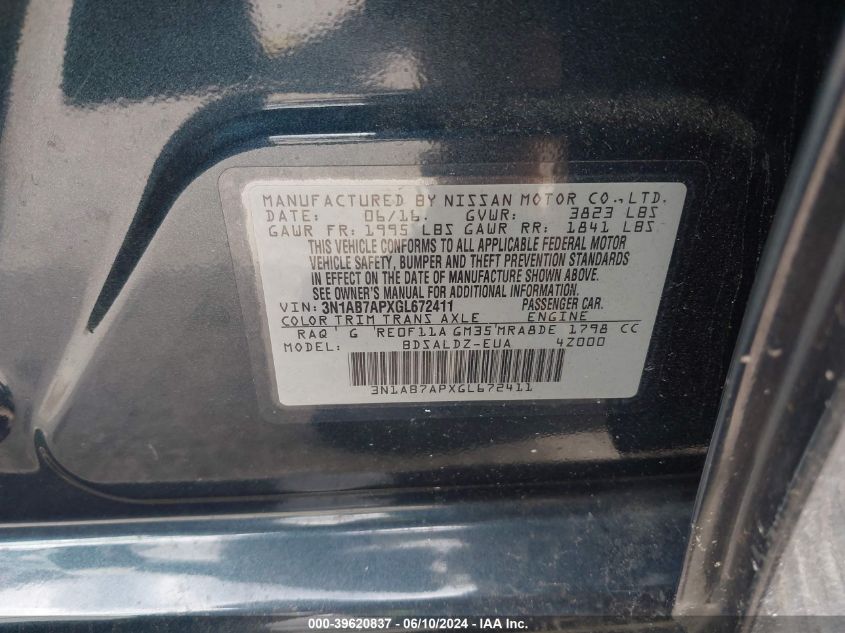 MANUFACTURED BY NISSAN MOTOR CO.,LTD.
DATE: 06/16. GVWR: 3823 LBS
GAWR FR: 1995 LBS GAWR RR: 1841 LBS
THIS VEHICLE CONFORMS TO ALL APPLICABLE FEDERAL MOTOR
VEHICLE SAFETY, BUMPER AND THEFT PREVENTION STANDARDS
IN EFFECT ON THE DATE OF MANUFACTURE SHOWN ABOVE.
SEE OWNER'S MANUAL FOR ADDITIONAL INFORMATION.
VIN: 3N1AB7APXGL672411 PASSENGER CAR.
COLOR TRIM TRANS AXLE ENGINE
RAQ' G 'RE0F11A GM35'MRA8DE 1798 CC
MODEL: BDSALDZ-EUA 4Z000
3N1AB7APXGL672411
000-39620837 - 06/10/2024 - IAA Inc.